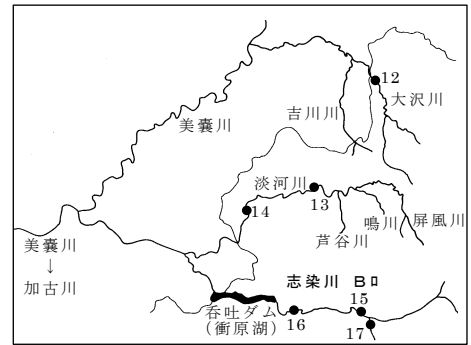 12
大沢川
吉川川
美嚢川
淡河川
13
14
鳴川
屏風川
芦谷川
美嚢川
↓
加古川
志染川 Bロ
15
呑吐ダム
(衝原湖)
16
17